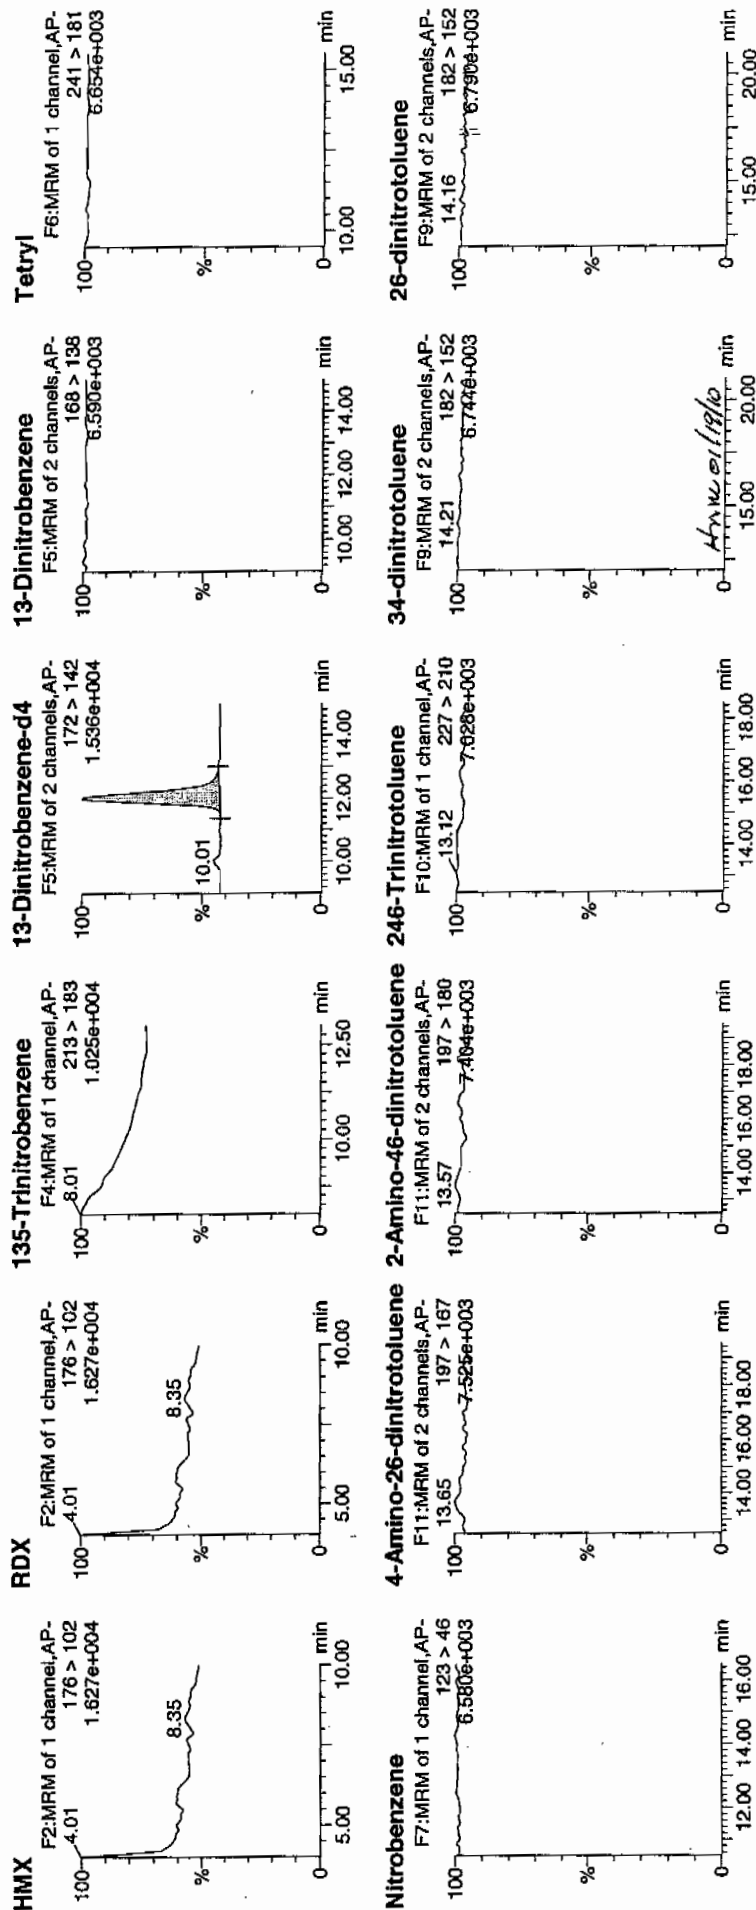 HMX
F2:MRM of 1 channel,AP-
176 > 102
1.627e+004
100
4.01
%
8.35
0
5.00
10.00
min
RDX
F2:MRM of 1 channel,AP-
176 > 102
1.627e+004
100
4.01
%
8.35
0
5.00
10.00
min
135-Trinitrobenzene
F4:MRM of 1 channel,AP-
213 > 183
1.025e+004
100
8.01
%
0
10.00
12.50
min
13-Dinitrobenzene-d4
F5:MRM of 2 channels,AP-
172 > 142
1.536e+004
100
%
10.01
0
10.00
12.00
14.00
min
13-Dinitrobenzene
F5:MRM of 2 channels,AP-
168 > 138
6.590e+003
100
%
0
10.00
12.00
14.00
min
Tetryl
F6:MRM of 1 channel,AP-
241 > 181
6.654e+003
100
%
0
10.00
15.00
min
Nitrobenzene
F7:MRM of 1 channel,AP-
123 > 46
6.580e+003
100
%
0
12.00
14.00
16.00
min
4-Amino-26-dinitrotoluene
F11:MRM of 2 channels,AP-
197 > 167
7.525e+003
100
13.65
%
0
14.00
16.00
18.00
min
2-Amino-46-dinitrotoluene
F11:MRM of 2 channels,AP-
197 > 180
7.404e+003
100
13.57
%
0
14.00
16.00
18.00
min
246-Trinitrotoluene
F10:MRM of 1 channel,AP-
227 > 210
7.028e+003
100
13.12
%
0
14.00
16.00
18.00
min
34-dinitrotoluene
F9:MRM of 2 channels,AP-
182 > 152
6.744e+003
100
14.21
%
0
15.00
20.00
min
01/19/10
26-dinitrotoluene
F9:MRM of 2 channels,AP-
182 > 152
6.790e+003
100
14.16
%
0
15.00
20.00
min